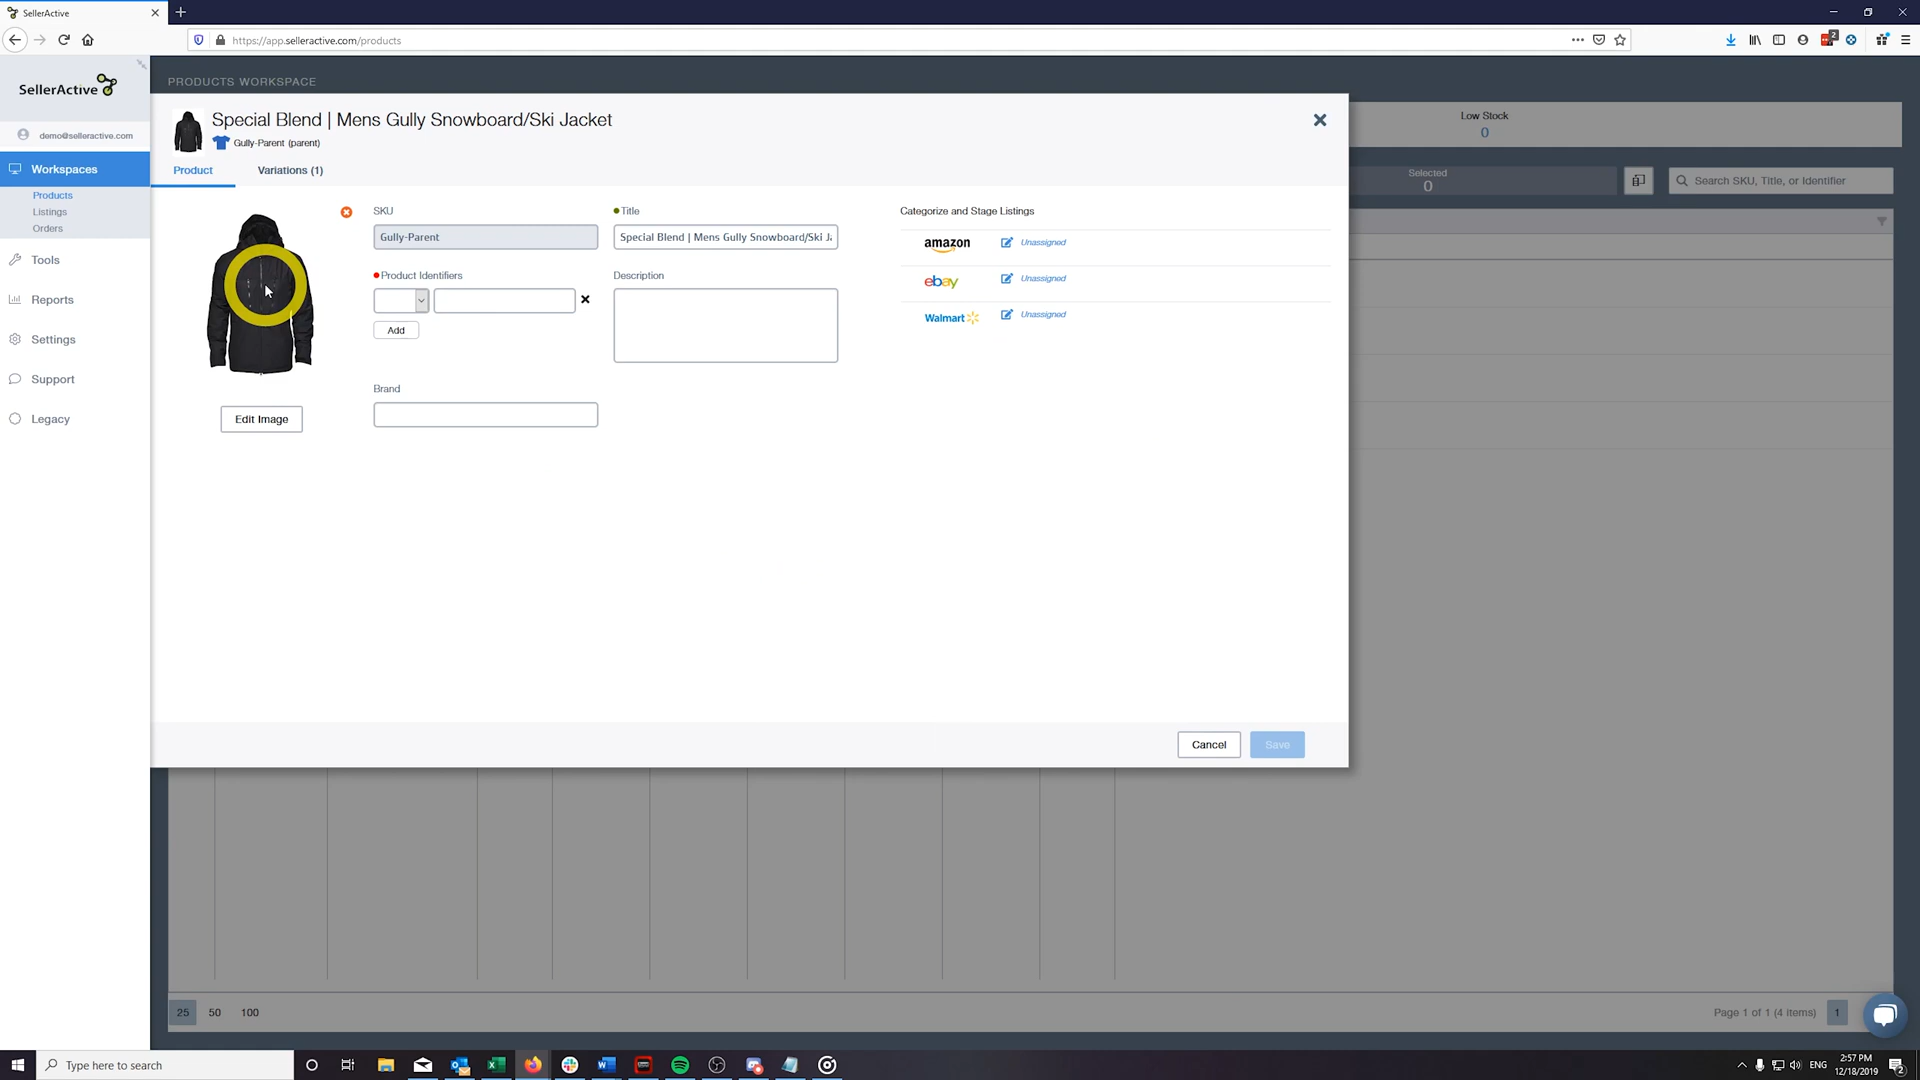 SellerActive
https://app.selleractive.com/products
2
SellerActive
demo@selleractive.com
Workspaces
Products
Listings
Orders
Tools
Reports
Settings
Support
Legacy
PRODUCTS WORKSPACE
Special Blend | Mens Gully Snowboard/Ski Jacket
Gully-Parent (parent)
Product
Variations (1)
Low Stock
0
Selected
0
Search SKU, Title, or Identifier
SKU
Gully-Parent
Title
Special Blend | Mens Gully Snowboard/Ski Ja
Product Identifiers
Add
Description
Brand
Edit Image
Categorize and Stage Listings
amazon
Unassigned
ebay
Unassigned
Walmart
Unassigned
Cancel
Save
25
50
100
Page 1 of 1 (4 items)
1
Type here to search
ENG
2:57 PM
12/18/2019
2